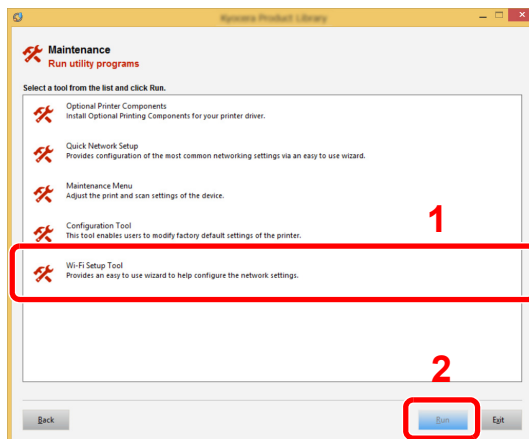 Kyocera Product Library
Maintenance
Run utility programs
Select a tool from the list and click Run.
Optional Printer Components
Install Optional Printing Components for your printer driver.
Quick Network Setup
Provides configuration of the most common networking settings via an easy to use wizard.
Maintenance Menu
Adjust the print and scan settings of the device.
1
Configuration Tool
This tool enables users to modify factory default settings of the printer.
Wi-Fi Setup Tool
Provides an easy to use wizard to help configure the network settings.
2
Back Run Exit